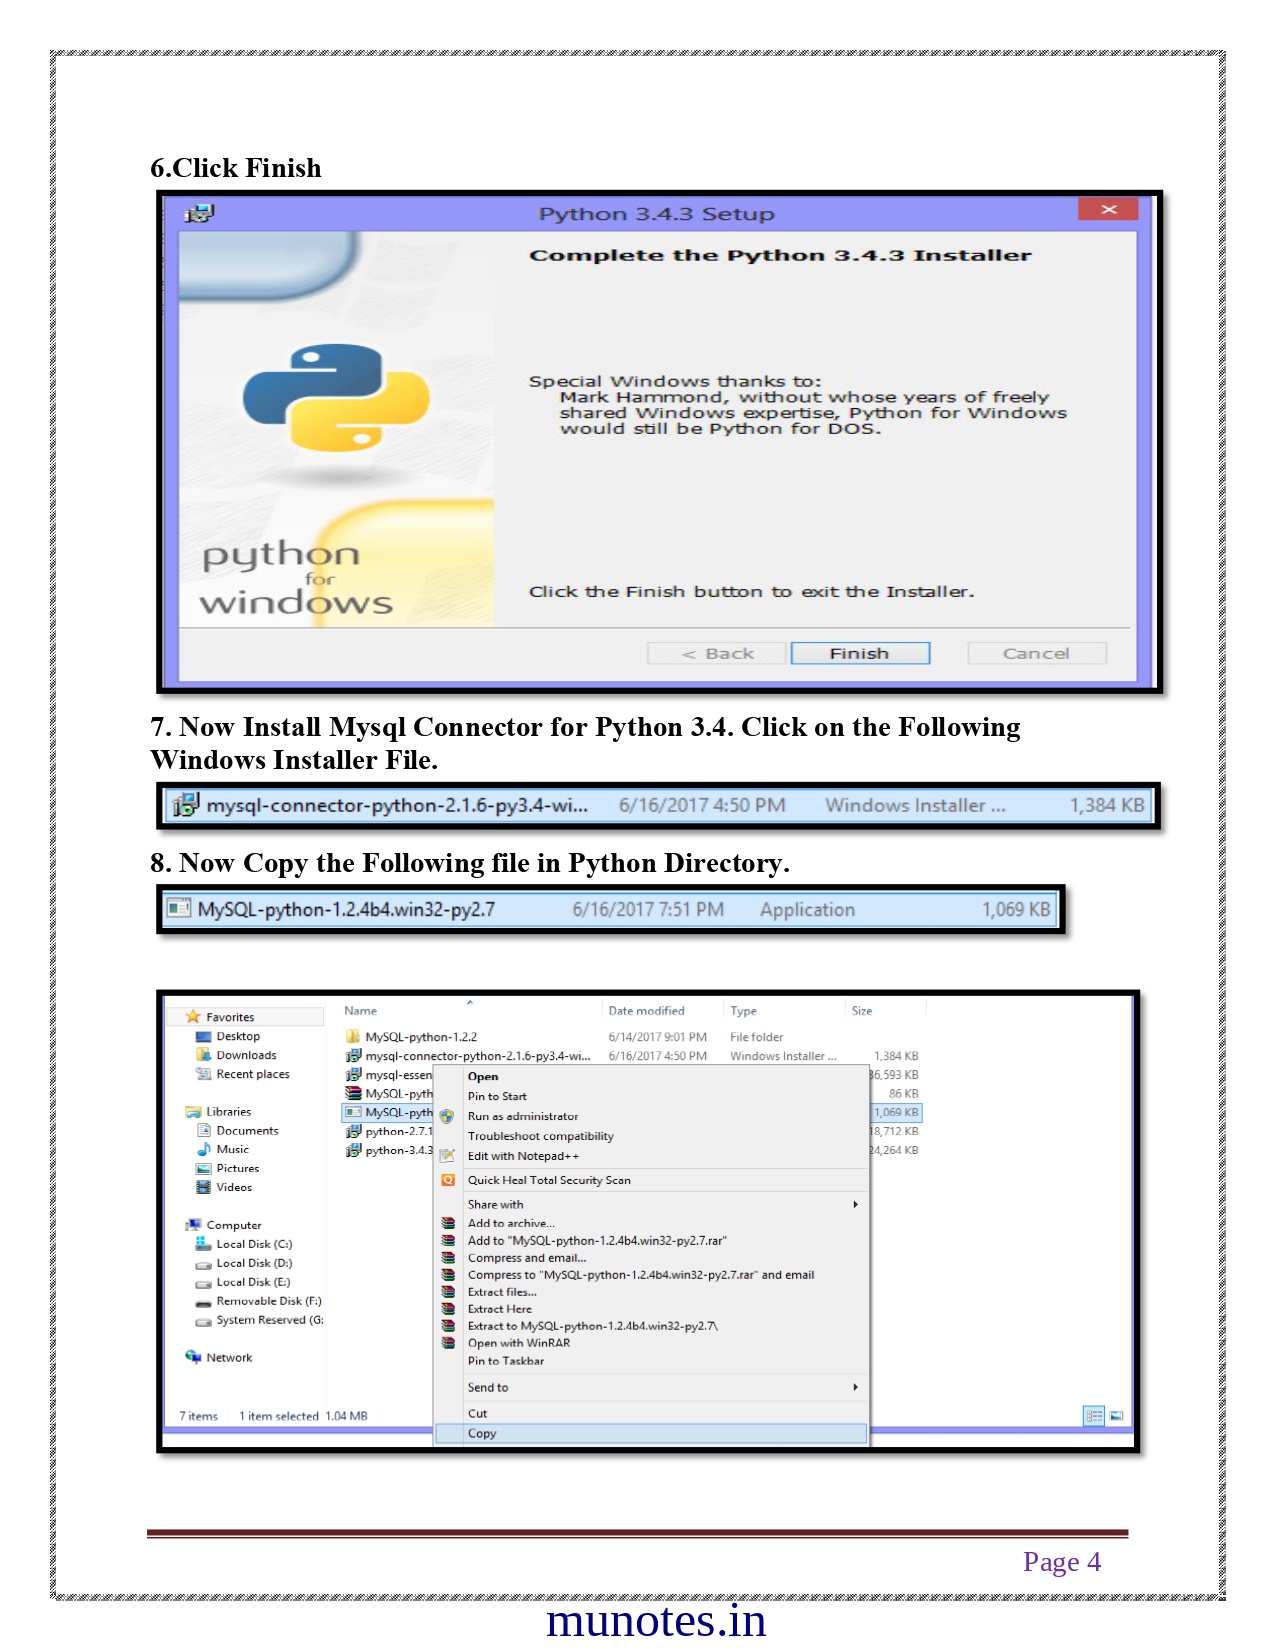 6.Click Finish
Python 3.4.3 Setup
Complete the Python 3.4.3 Installer
Special Windows thanks to:
Mark Hammond, without whose years of freely
shared Windows expertise, Python for Windows
would still be Python for DOS.
python
for
windows
Click the Finish button to exit the Installer.
< Back Finish Cancel
7. Now Install Mysql Connector for Python 3.4. Click on the Following
Windows Installer File.
mysql-connector-python-2.1.6-py3.4-wi... 6/16/2017 4:50 PM Windows Installer ... 1,384 KB
8. Now Copy the Following file in Python Directory.
MySQL-python-1.2.4b4.win32-py2.7 6/16/2017 7:51 PM Application 1,069 KB
Name Date modified Type Size
Favorites
Desktop
Downloads
Recent places
Libraries
Documents
Music
Pictures
Videos
Computer
Local Disk (C:)
Local Disk (D:)
Local Disk (E:)
Removable Disk (F:)
System Reserved (G:
Network
MySQL-python-1.2.2 6/14/2017 9:01 PM File folder
mysql-connector-python-2.1.6-py3.4-wi... 6/16/2017 4:50 PM Windows Installer ... 1,384 KB
mysql-essen 36,593 KB
MySQL-pyth 86 KB
MySQL-pyth 1,069 KB
python-2.7.1 18,712 KB
python-3.4.3 24,264 KB
Open
Pin to Start
Run as administrator
Troubleshoot compatibility
Edit with Notepad++
Quick Heal Total Security Scan
Share with
Add to archive...
Add to "MySQL-python-1.2.4b4.win32-py2.7.rar"
Compress and email...
Compress to "MySQL-python-1.2.4b4.win32-py2.7.rar" and email
Extract files...
Extract Here
Extract to MySQL-python-1.2.4b4.win32-py2.7\
Open with WinRAR
Pin to Taskbar
Send to
Cut
Copy
7 items 1 item selected 1.04 MB
Page 4
munotes.in